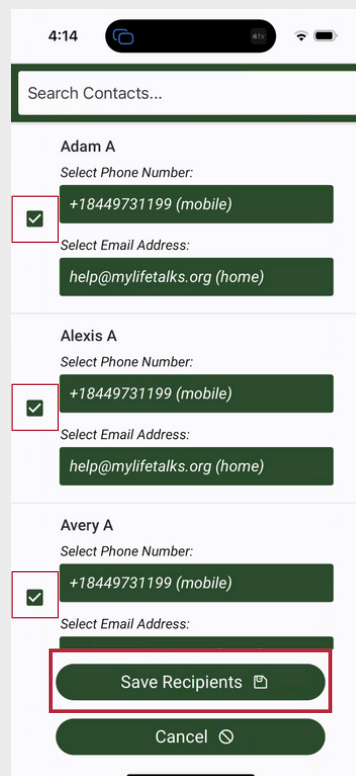 4:14
tv
Search Contacts...
Adam A
Select Phone Number:
+18449731199 (mobile)
Select Email Address:
help@mylifetalks.org (home)
Alexis A
Select Phone Number:
+18449731199 (mobile)
Select Email Address:
help@mylifetalks.org (home)
Avery A
Select Phone Number:
+18449731199 (mobile)
Select Email Address:
Save Recipients
Cancel